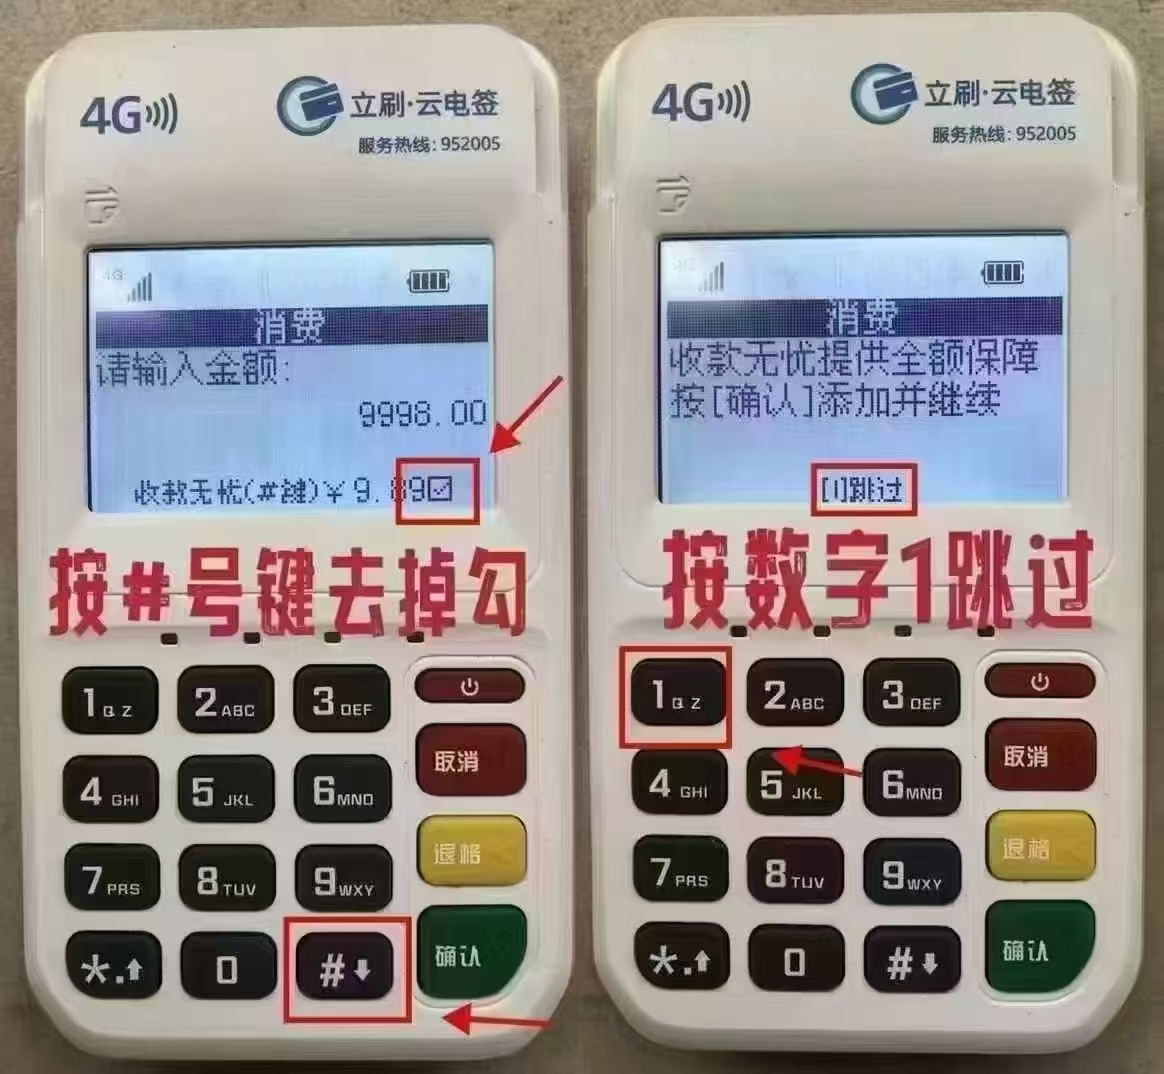 4G
立刷·云电签
服务热线：952005
4G
消费
请输入金额：
9998.00
收款无忧(#键)￥9.89☑
按#号键去掉勾
1QZ
2ABC
3DEF
4GHI
5JKL
6MNO
取消
7PRS
8TUV
9WXY
退格
*.⬆
0
#⬇
确认
4G
立刷·云电签
服务热线：952005
4G
消费
收款无忧提供全额保障
按[确认]添加并继续
[1]跳过
按数字1跳过
1QZ
2ABC
3DEF
4GHI
5JKL
6MNO
取消
7PRS
8TUV
9WXY
退格
*.⬆
0
#⬇
确认